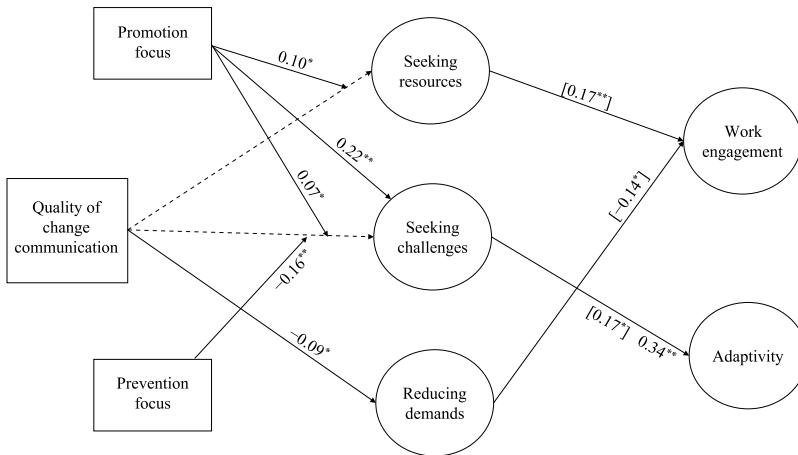 Promotion
focus
0.10*
Seeking
resources
[0.17**]
Work
engagement
0.22**
0.07*
[−0.14*]
Quality of
change
communication
Seeking
challenges
−0.16**
−0.09*
[0.17*] 0.34**
Adaptivity
Prevention
focus
Reducing
demands